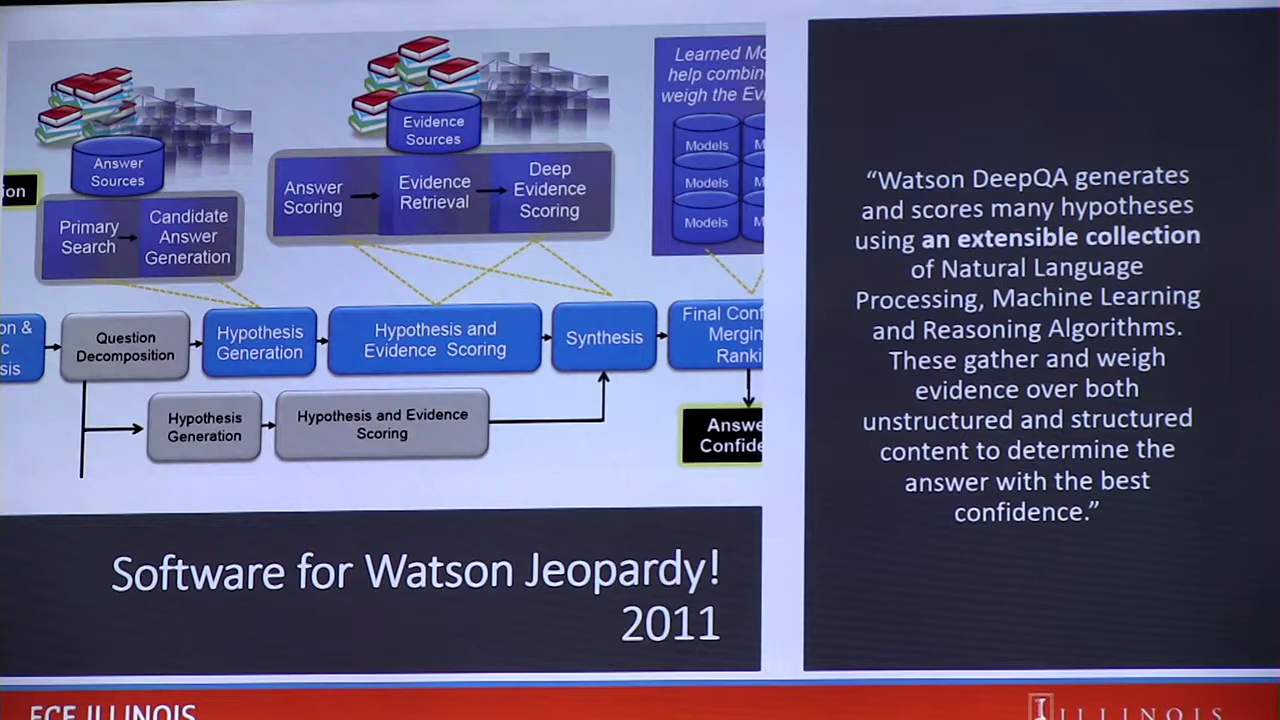 Learned Mo
help combin
weigh the Evi
Answer
Sources
Evidence
Sources
Models
M
Models
M
Models
M
ion
Primary
Search
Candidate
Answer
Generation
Answer
Scoring
Evidence
Retrieval
Deep
Evidence
Scoring
on &
c
sis
Question
Decomposition
Hypothesis
Generation
Hypothesis and
Evidence Scoring
Synthesis
Final Conf
Mergin
Ranki
Hypothesis
Generation
Hypothesis and Evidence
Scoring
Answe
Confide
Software for Watson Jeopardy!
2011
“Watson DeepQA generates
and scores many hypotheses
using an extensible collection
of Natural Language
Processing, Machine Learning
and Reasoning Algorithms.
These gather and weigh
evidence over both
unstructured and structured
content to determine the
answer with the best
confidence.”
ECE ILLINOIS
I ILLINOIS